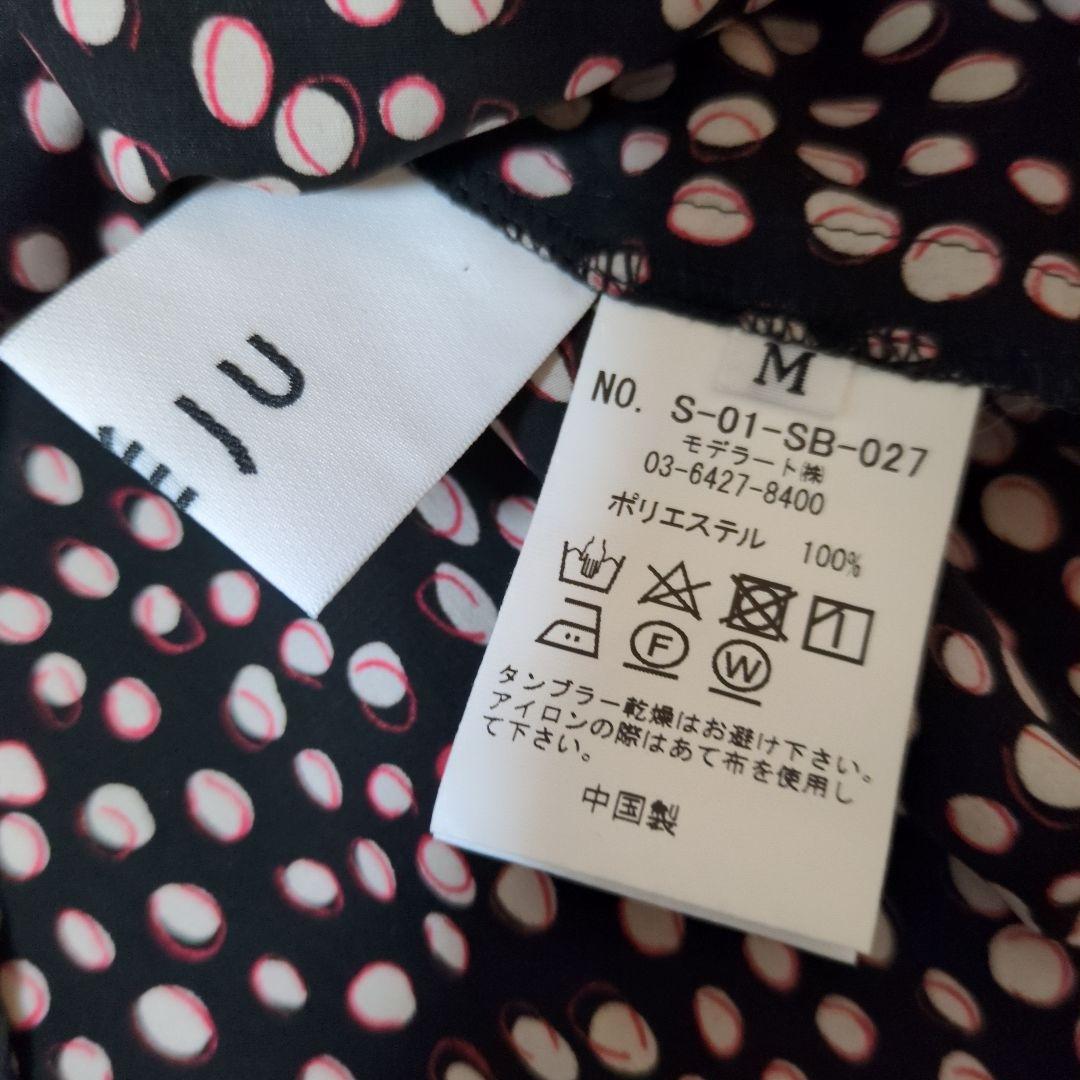 M
NO. S-01-SB-027
モデラート㈱
03-6427-8400
ポリエステル 100%
F
W
タンブラー乾燥はお避け下さい。
アイロンの際はあて布を使用し
て下さい。
中国製